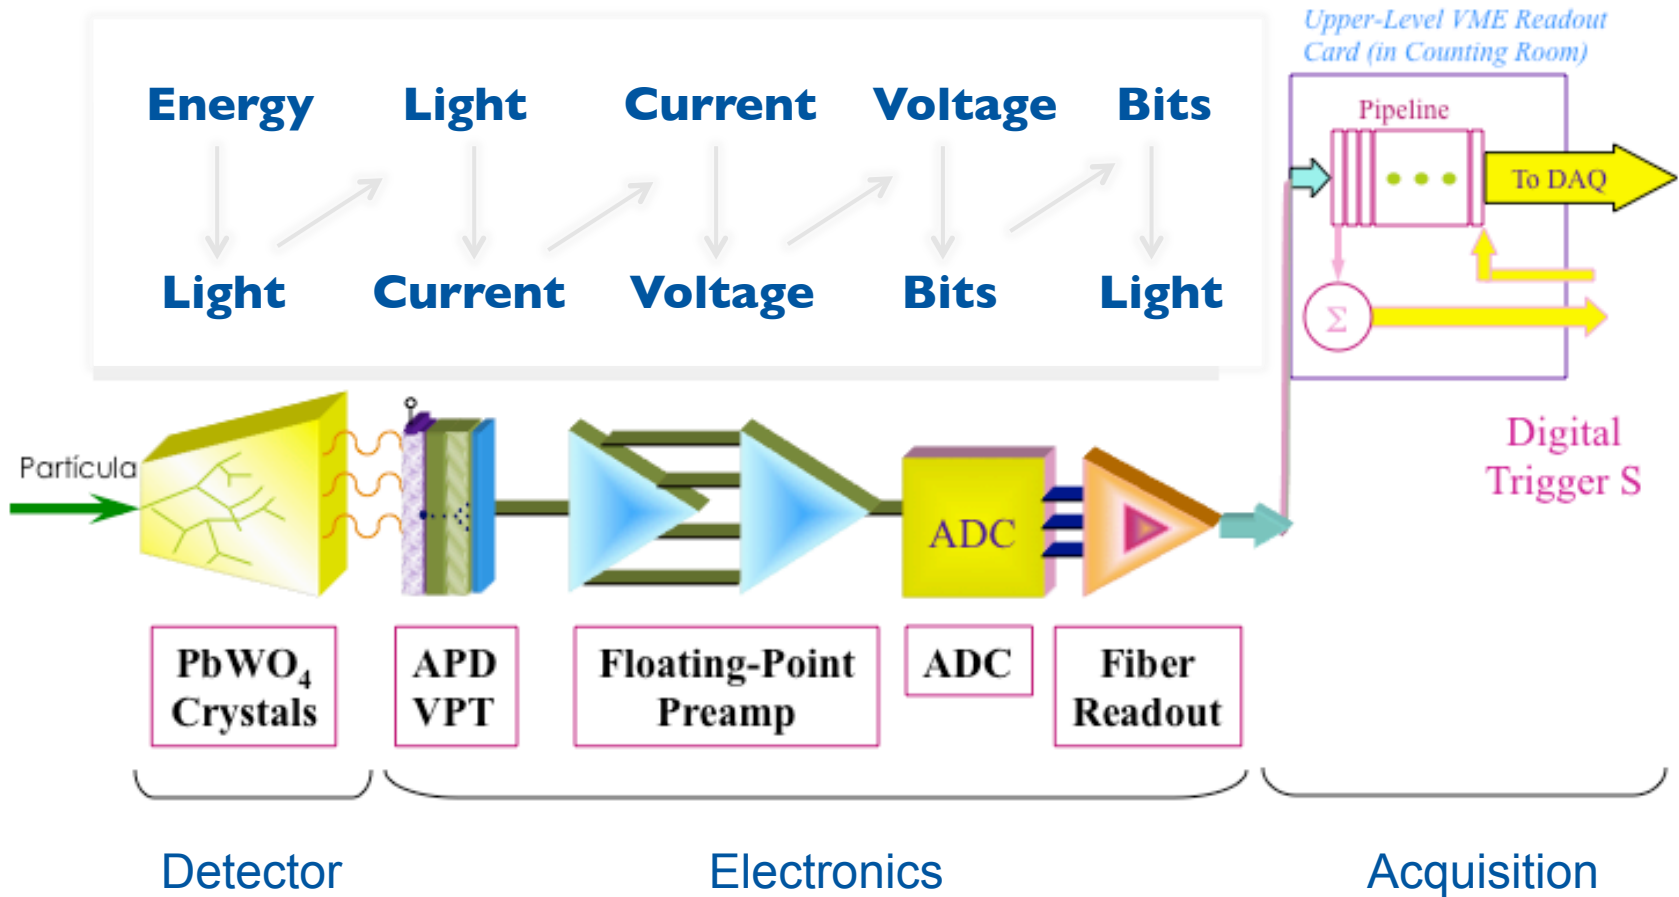 Upper-Level VME Readout
Card (in Counting Room)
Energy Light Current Voltage Bits
Pipeline
To DAQ
Light Current Voltage Bits Light
Σ
Digital
Trigger S
Partícula
ADC
PbWO₄
Crystals
APD
VPT
Floating-Point
Preamp
ADC
Fiber
Readout
Detector Electronics Acquisition